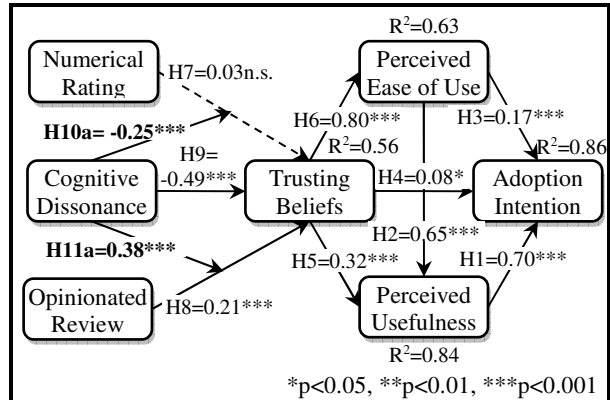 R²=0.63
Numerical
Rating
H7=0.03n.s.
Perceived
Ease of Use
H10a= -0.25***
H6=0.80***
H3=0.17***
R²=0.56
R²=0.86
H9=
-0.49***
Cognitive
Dissonance
Trusting
Beliefs
H4=0.08*
Adoption
Intention
H11a=0.38***
H2=0.65***
H5=0.32***
H1=0.70***
Opinionated
Review
H8=0.21***
Perceived
Usefulness
R²=0.84
*p<0.05, **p<0.01, ***p<0.001